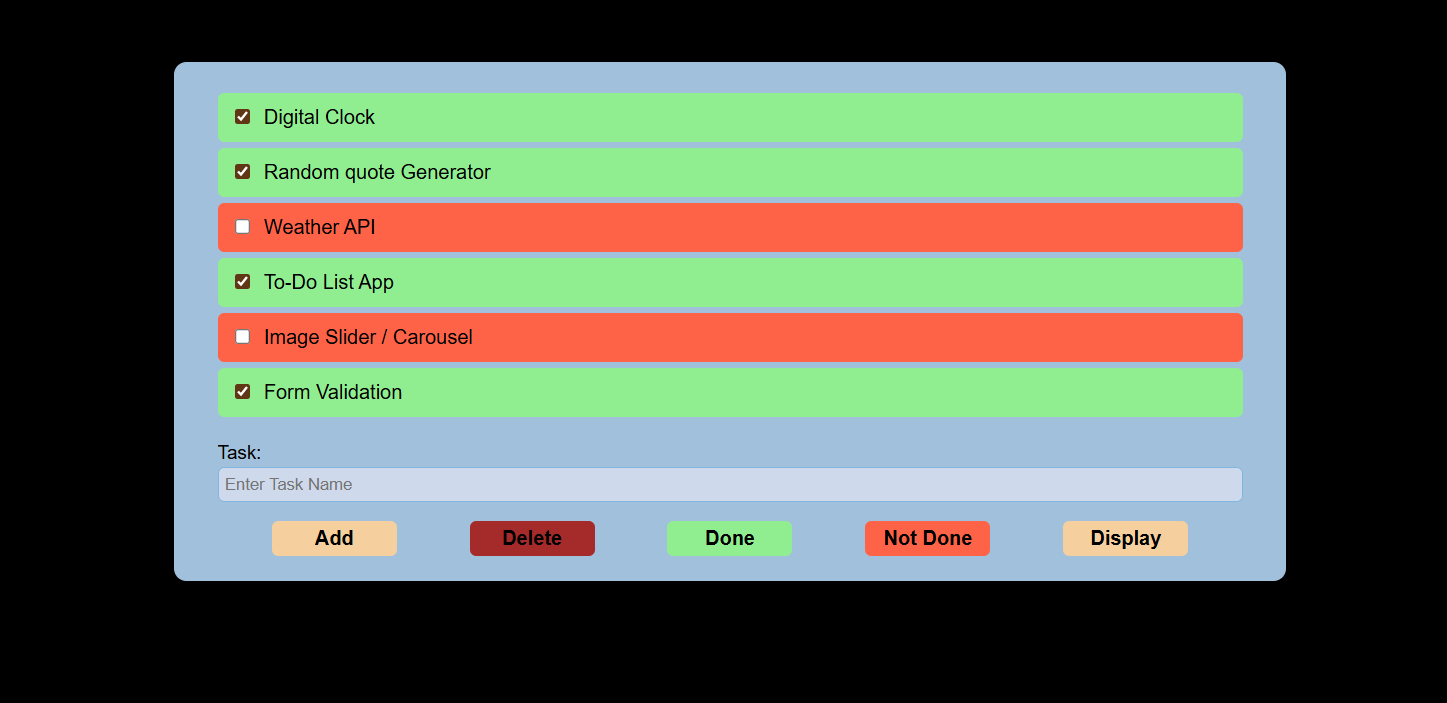 Digital Clock
Random quote Generator
Weather API
To-Do List App
Image Slider / Carousel
Form Validation
Task:
Enter Task Name
Add Delete Done Not Done Display